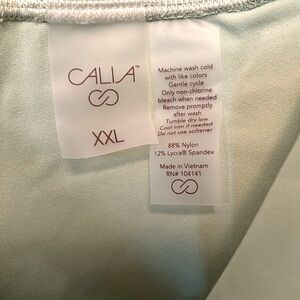 CALIA™
XXL
Machine wash cold
with like colors
Gentle cycle
Only non-chlorine
bleach when needed
Remove promptly
after wash
Tumble dry low
Cool iron if needed
Do not use softener
88% Nylon
12% Lycra® Spandex
Made in Vietnam
RN# 104141